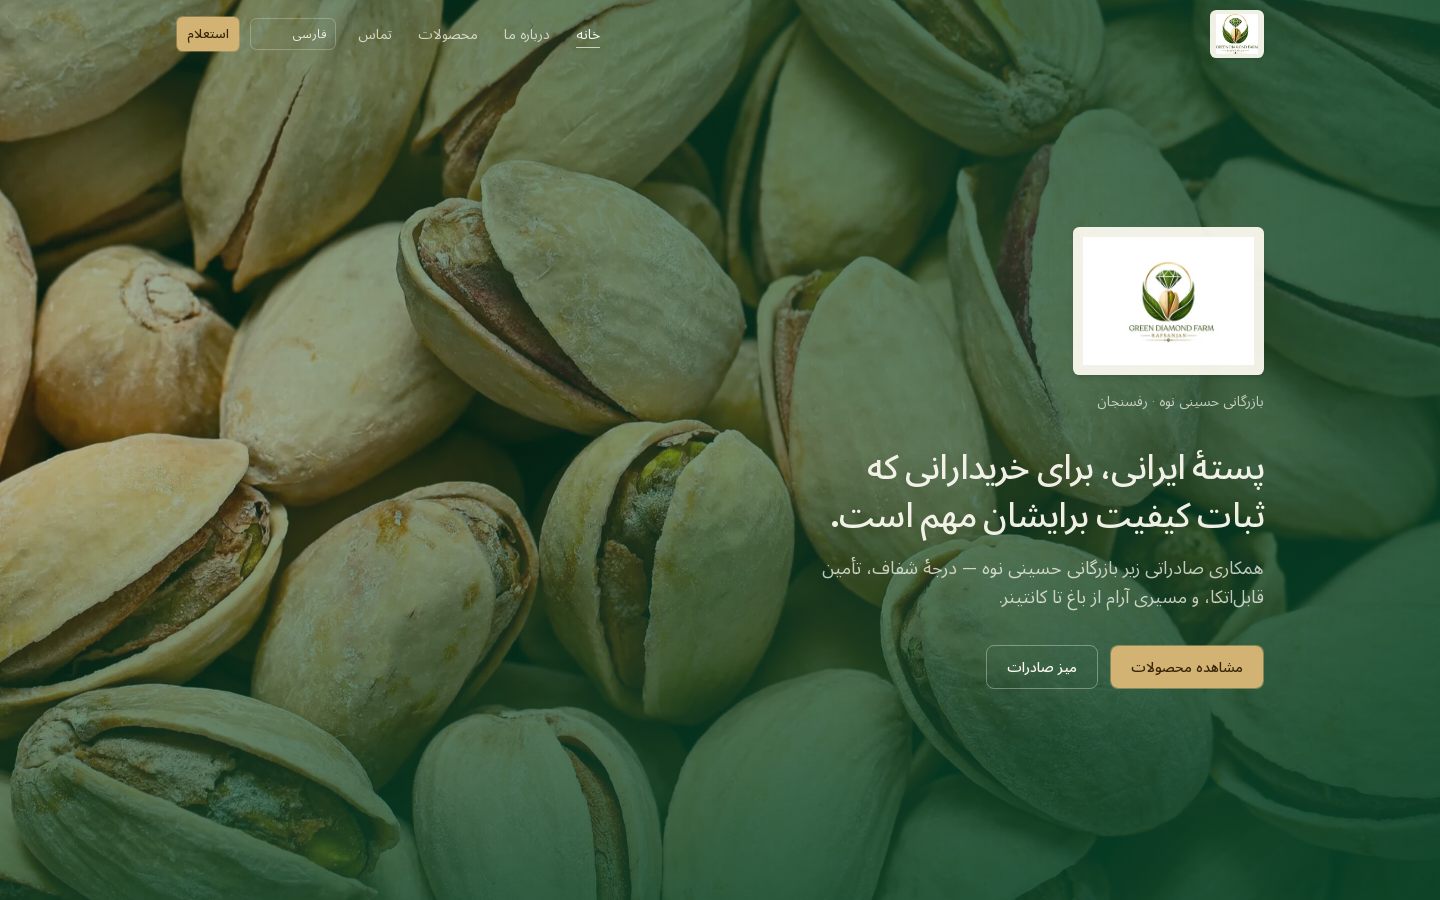 خانه
درباره ما
محصولات
تماس
فارسی
استعلام
GREEN DIAMOND FARM
RAFSANJAN
بازرگانی حسینی نوه · رفسنجان
پستهٔ ایرانی، برای خریدارانی که
ثبات کیفیت برایشان مهم است.
همکاری صادراتی زیر بازرگانی حسینی نوه — درجهٔ شفاف، تأمین
قابل‌اتکا، و مسیری آرام از باغ تا کانتینر.
مشاهده محصولات
میز صادرات